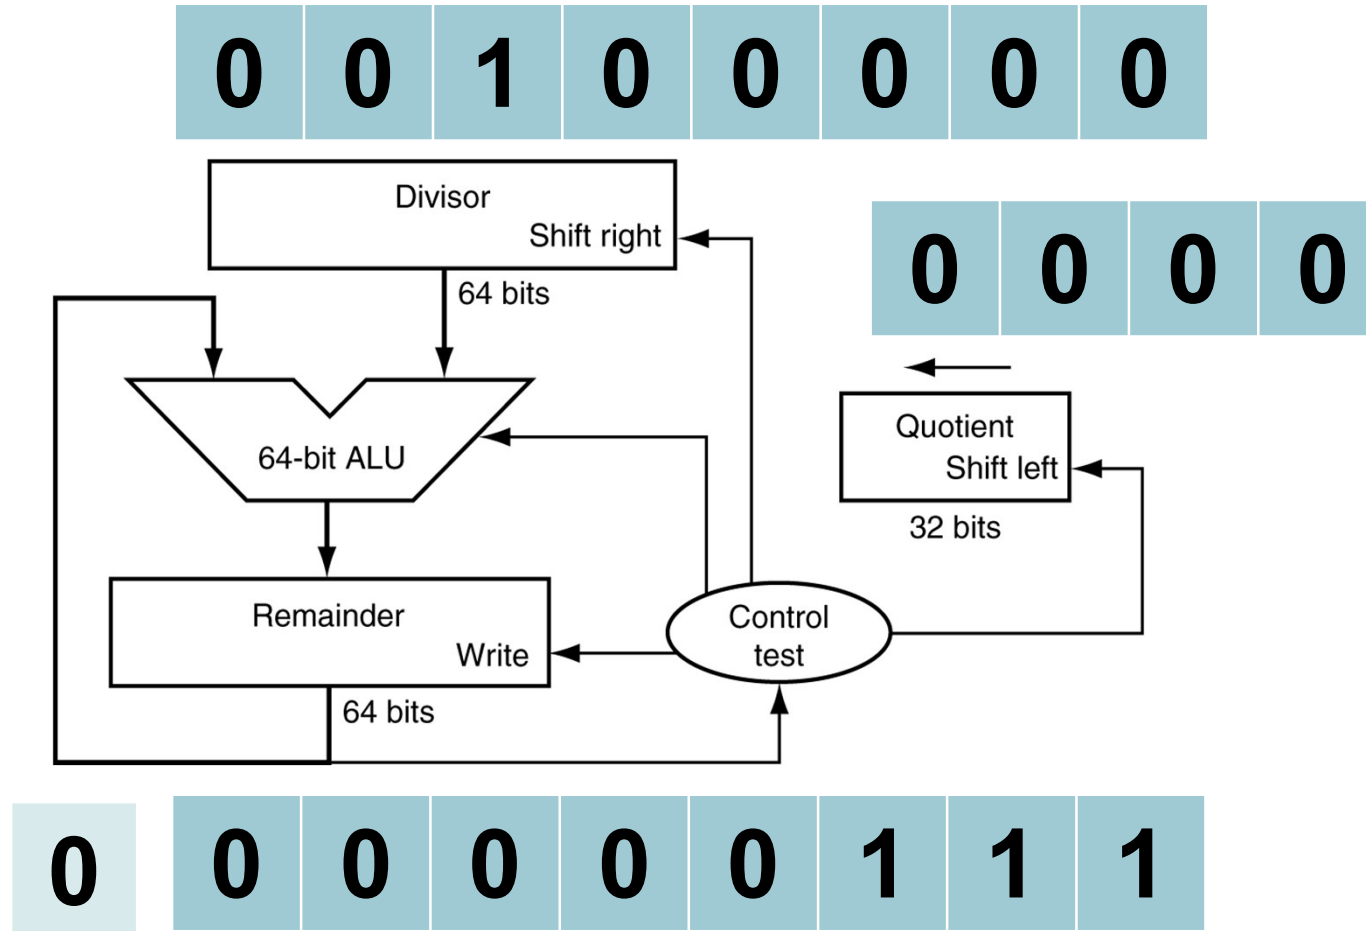 0 0 1 0 0 0 0 0
Divisor
Shift right
64 bits
0 0 0 0
64-bit ALU
Quotient
Shift left
32 bits
Remainder
Write
Control
test
64 bits
0 0 0 0 0 0 1 1 1